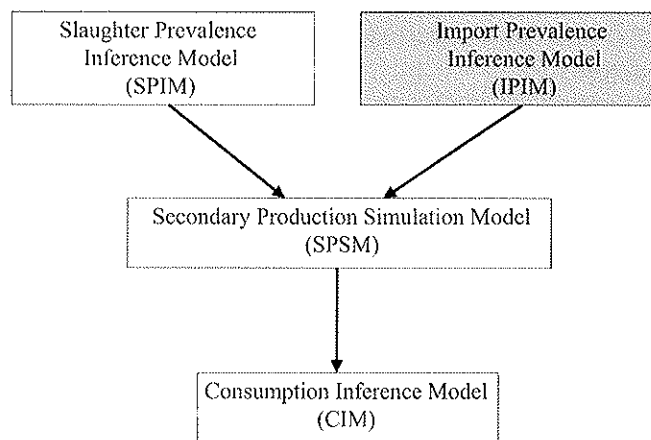 Slaughter Prevalence
Inference Model
(SPIM)
Import Prevalence
Inference Model
(IPIM)
Secondary Production Simulation Model
(SPSM)
Consumption Inference Model
(CIM)